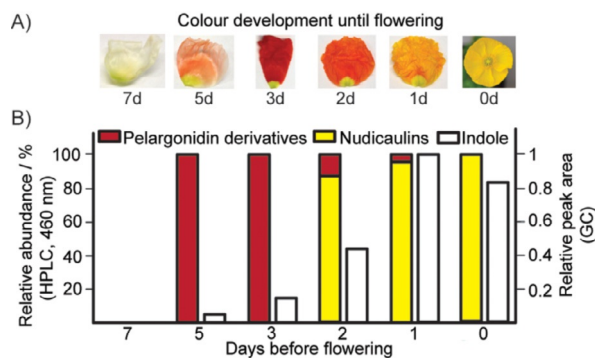 A)
Colour development until flowering
7d 5d 3d 2d 1d 0d
B)
Pelargonidin derivatives Nudicaulins Indole
Relative abundance / %
(HPLC, 460 nm)
100
80
60
40
20
1
0.8
0.6
0.4
0.2
Relative peak area
(GC)
7 5 3 2 1 0
Days before flowering